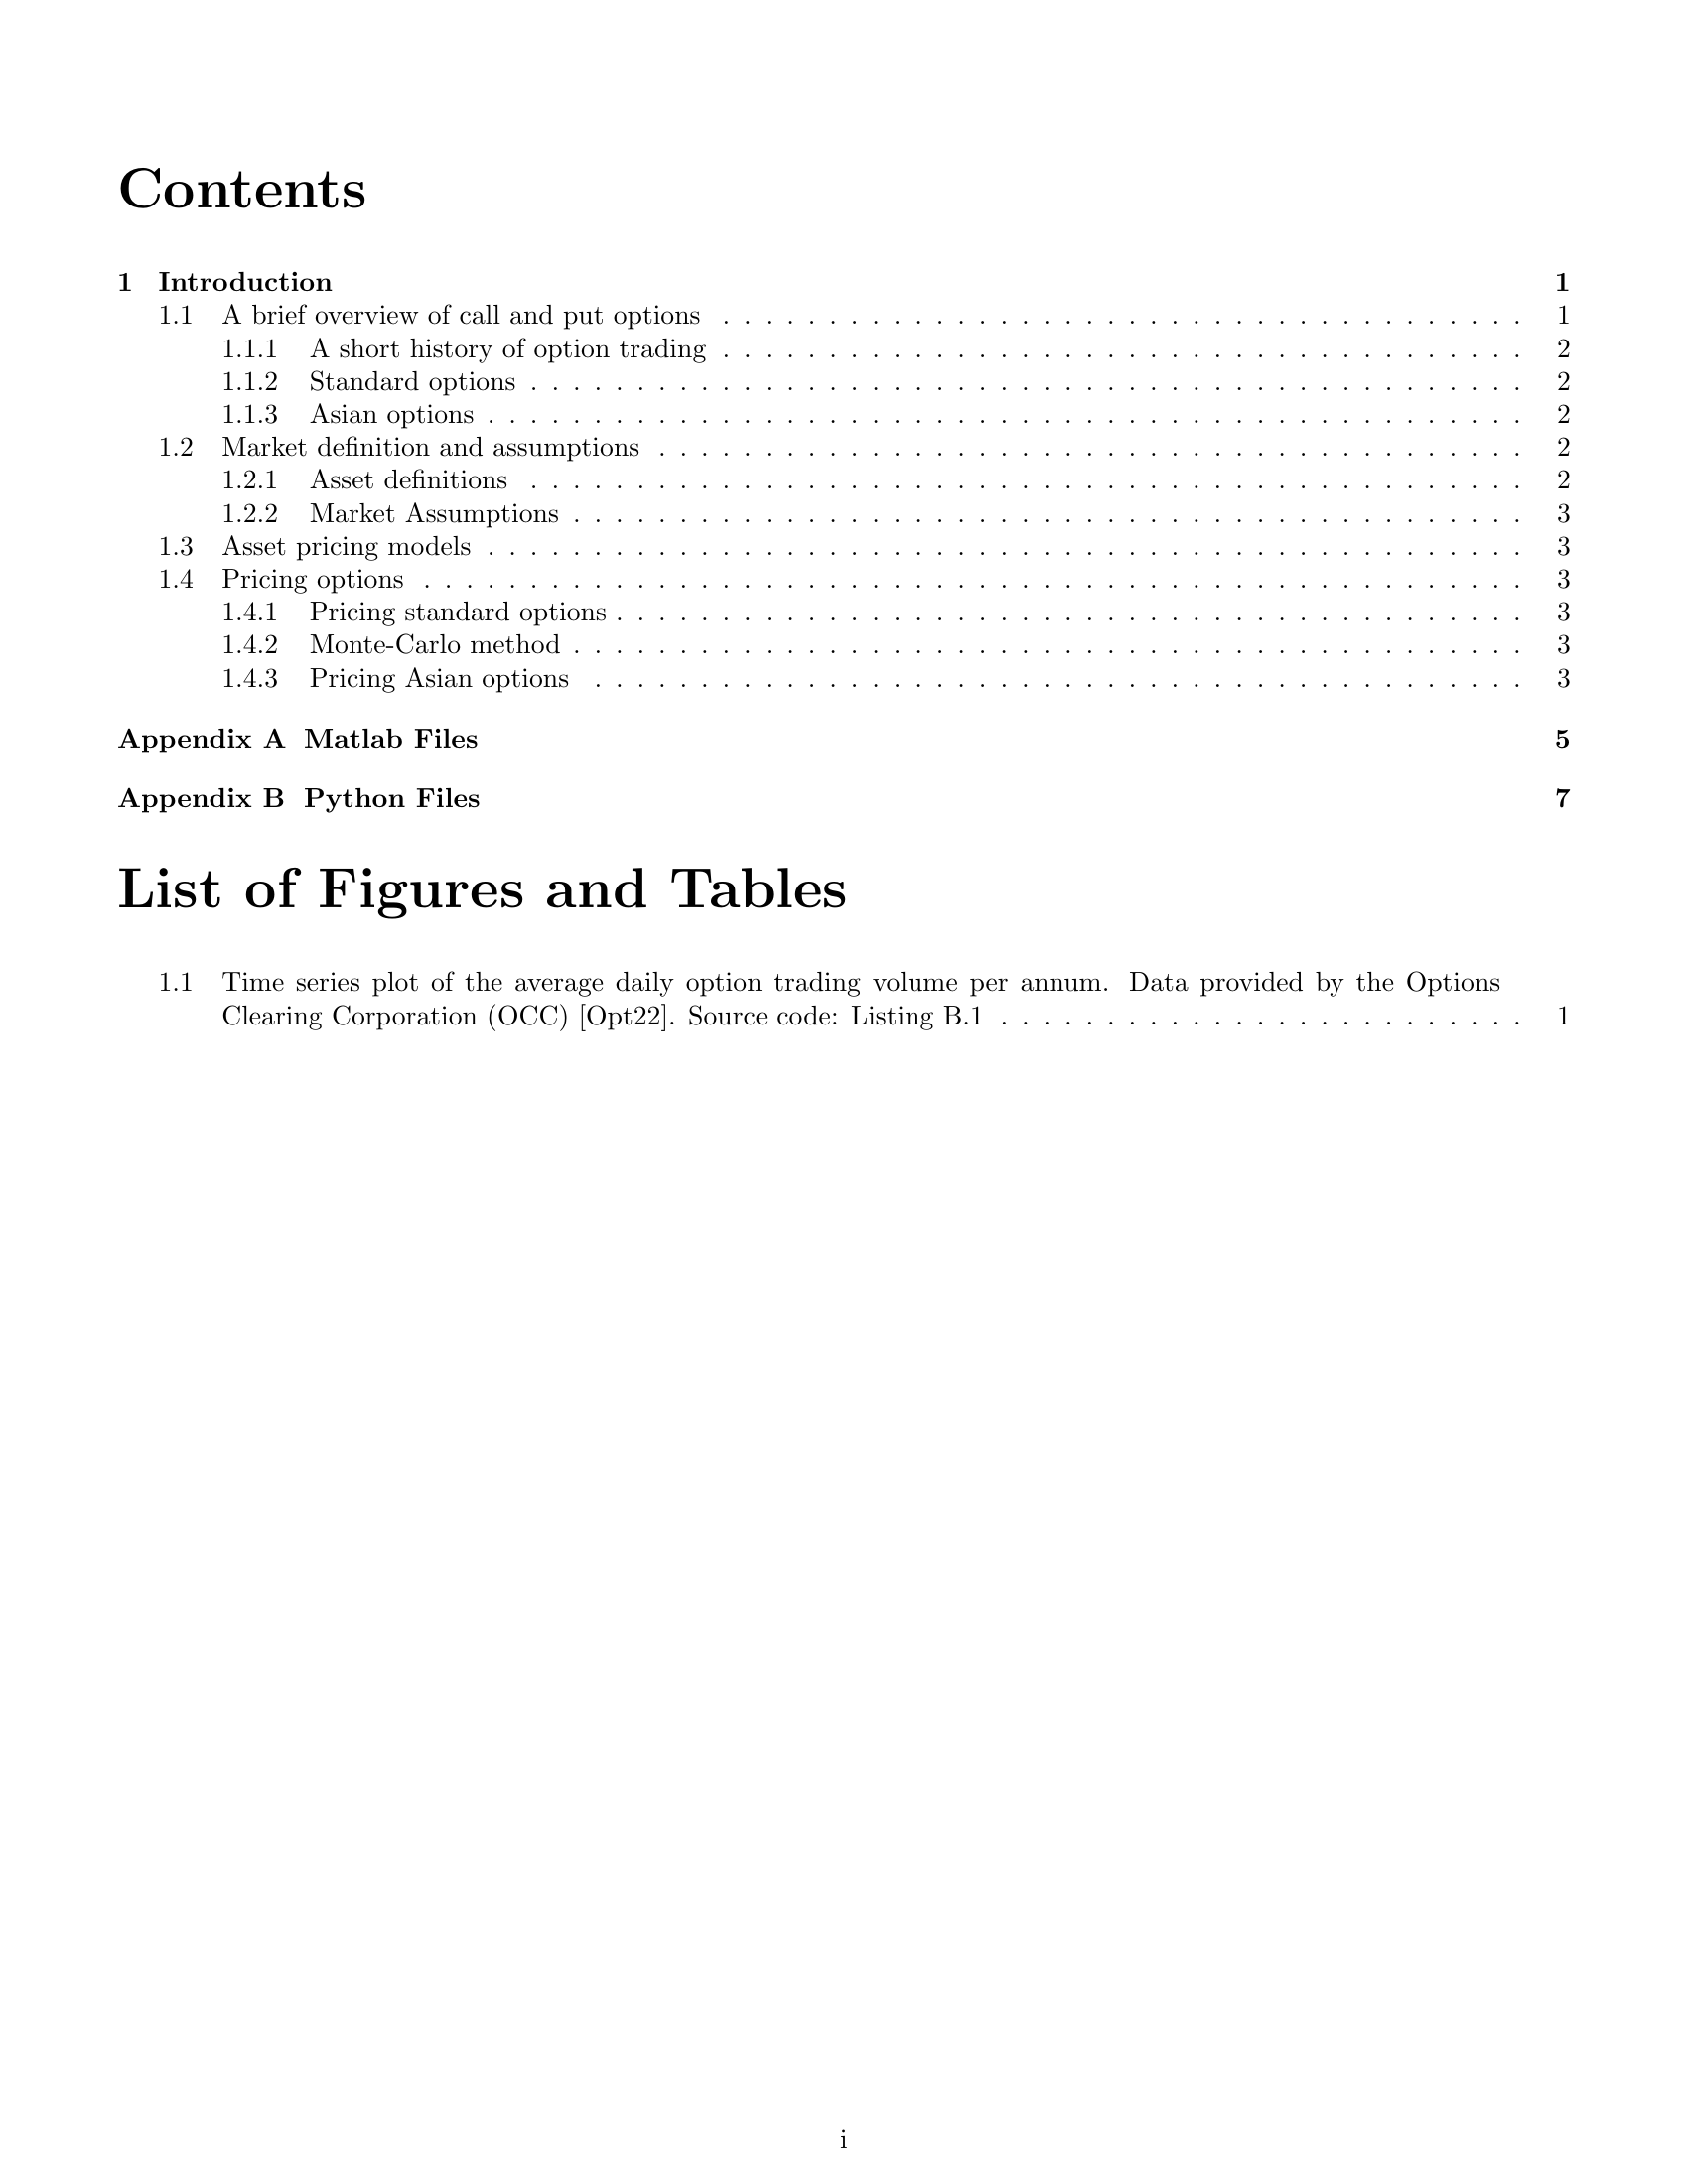 Contents
1 Introduction 1
1.1 A brief overview of call and put options . . . . . . . . . . . . . . . . . . . . . . . . . . . . . . . . . . . . . . 1
1.1.1 A short history of option trading . . . . . . . . . . . . . . . . . . . . . . . . . . . . . . . . . . . . . . 2
1.1.2 Standard options . . . . . . . . . . . . . . . . . . . . . . . . . . . . . . . . . . . . . . . . . . . . . . . 2
1.1.3 Asian options . . . . . . . . . . . . . . . . . . . . . . . . . . . . . . . . . . . . . . . . . . . . . . . . . 2
1.2 Market definition and assumptions . . . . . . . . . . . . . . . . . . . . . . . . . . . . . . . . . . . . . . . . . 2
1.2.1 Asset definitions . . . . . . . . . . . . . . . . . . . . . . . . . . . . . . . . . . . . . . . . . . . . . . . 2
1.2.2 Market Assumptions . . . . . . . . . . . . . . . . . . . . . . . . . . . . . . . . . . . . . . . . . . . . . 3
1.3 Asset pricing models . . . . . . . . . . . . . . . . . . . . . . . . . . . . . . . . . . . . . . . . . . . . . . . . . 3
1.4 Pricing options . . . . . . . . . . . . . . . . . . . . . . . . . . . . . . . . . . . . . . . . . . . . . . . . . . . . 3
1.4.1 Pricing standard options . . . . . . . . . . . . . . . . . . . . . . . . . . . . . . . . . . . . . . . . . . . 3
1.4.2 Monte-Carlo method . . . . . . . . . . . . . . . . . . . . . . . . . . . . . . . . . . . . . . . . . . . . . 3
1.4.3 Pricing Asian options . . . . . . . . . . . . . . . . . . . . . . . . . . . . . . . . . . . . . . . . . . . . 3
Appendix A Matlab Files 5
Appendix B Python Files 7
List of Figures and Tables
1.1 Time series plot of the average daily option trading volume per annum. Data provided by the Options
Clearing Corporation (OCC) [Opt22]. Source code: Listing B.1 . . . . . . . . . . . . . . . . . . . . . . . . . 1
i